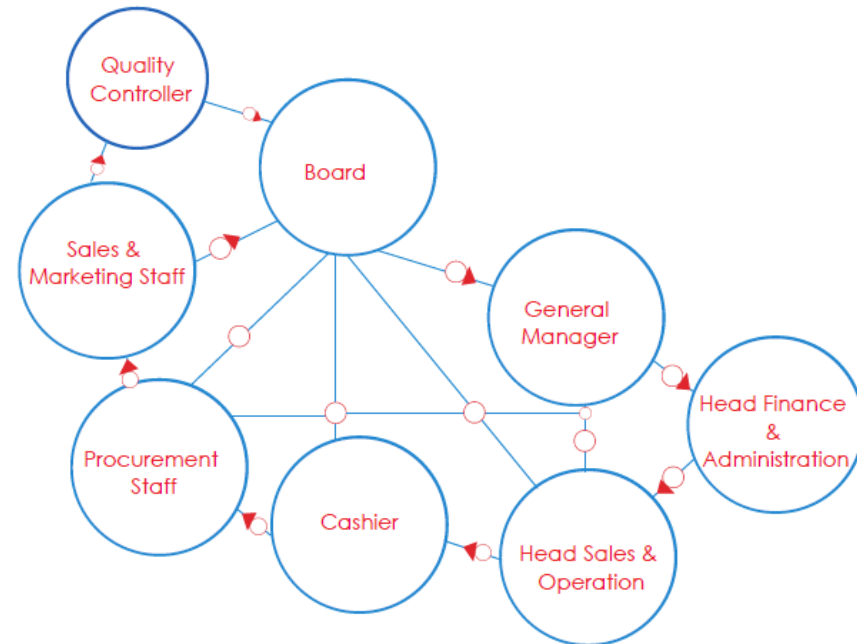 Quality
Controller
Board
Sales &
Marketing Staff
General
Manager
Head Finance
&
Administration
Procurement
Staff
Cashier
Head Sales &
Operation